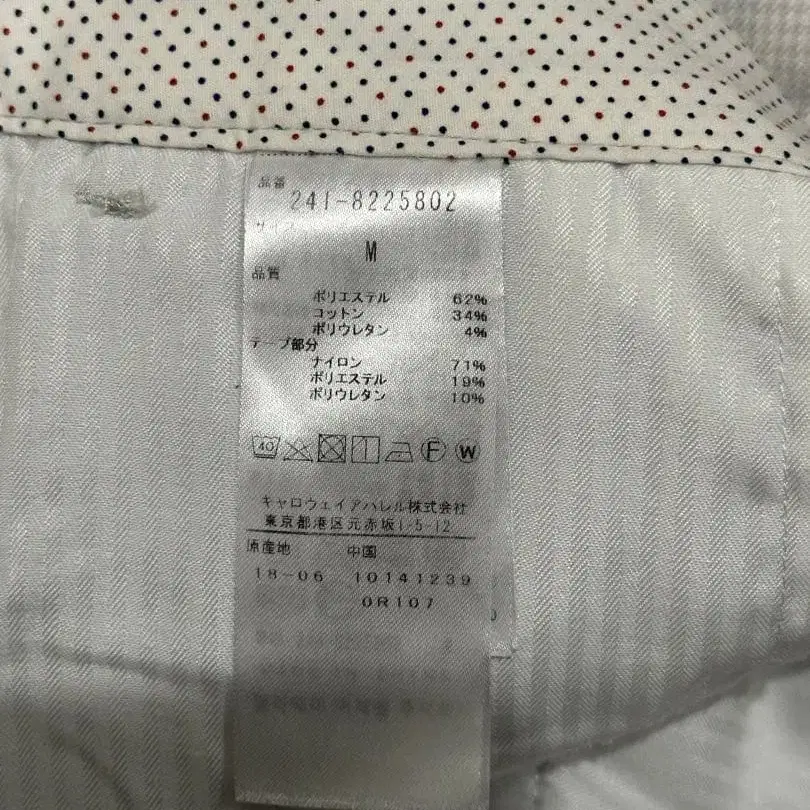 品番
241-8225802
サイズ
M
品質
ポリエステル 62%
コットン 34%
ポリウレタン 4%
テープ部分
ナイロン 71%
ポリエステル 19%
ポリウレタン 10%
40 F W
キャロウェイアパレル株式会社
東京都港区元赤坂1-5-12
原産地 中国
18-06 10141239
0R107